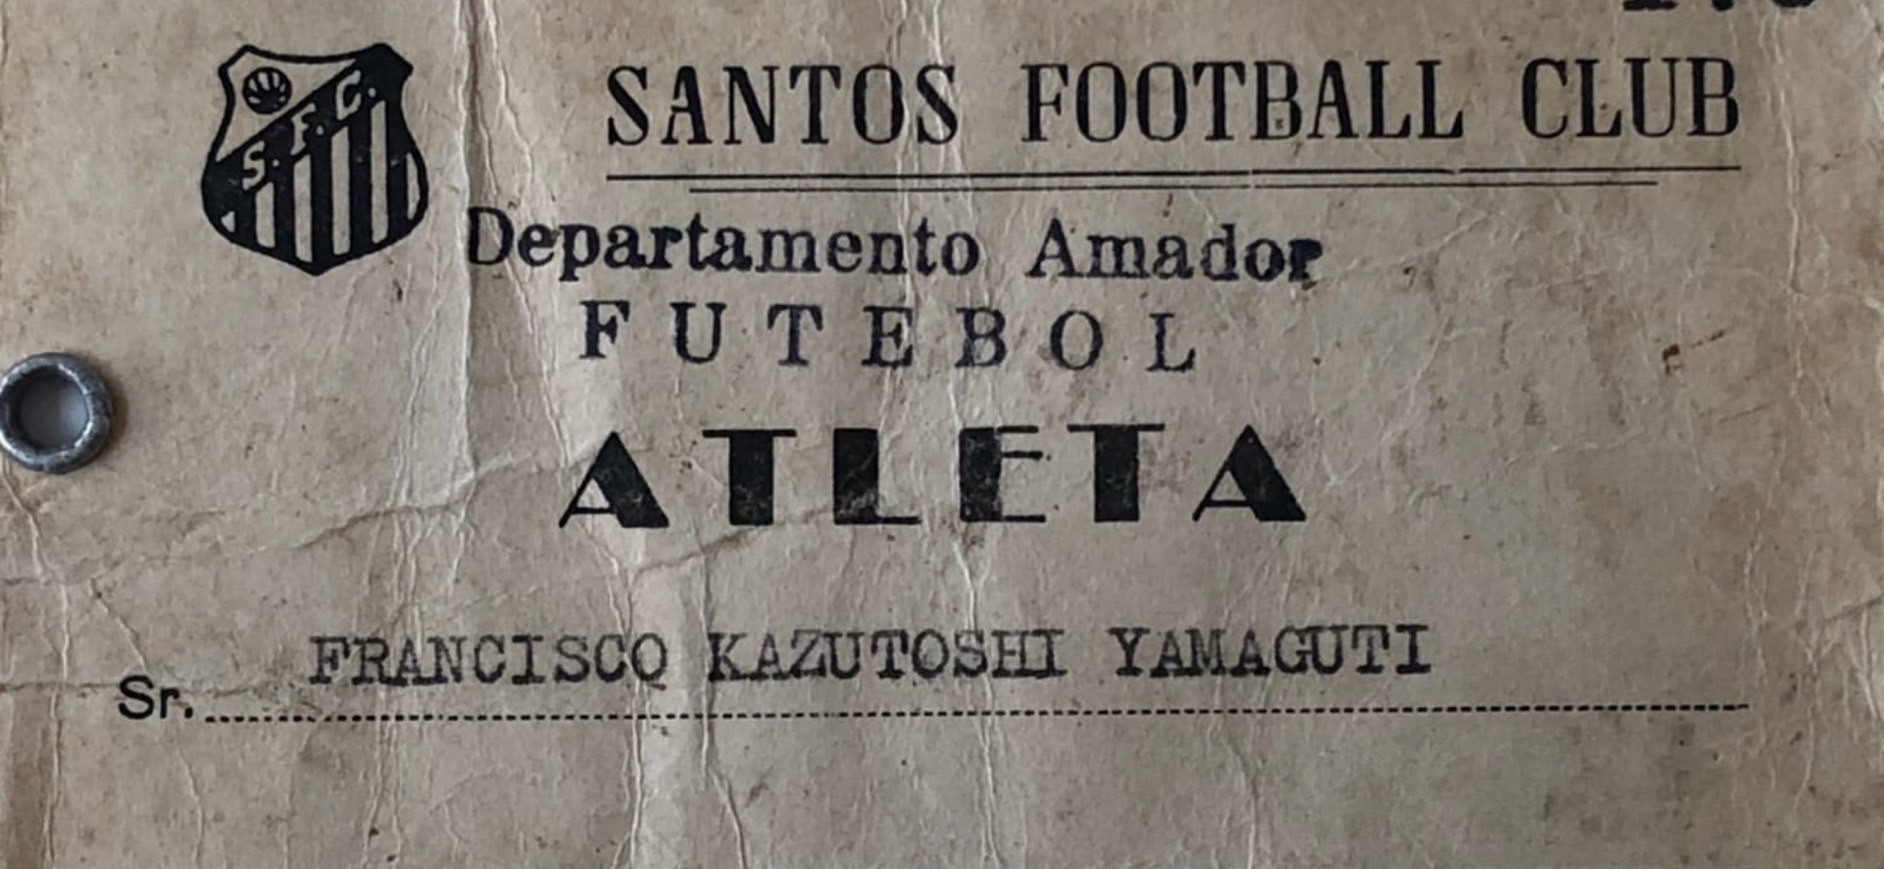 SANTOS FOOTBALL CLUB
S.F.C.
Departamento Amador
FUTEBOL
ATLETA
Sr. FRANCISCO KAZUTOSHI YAMAGUTI